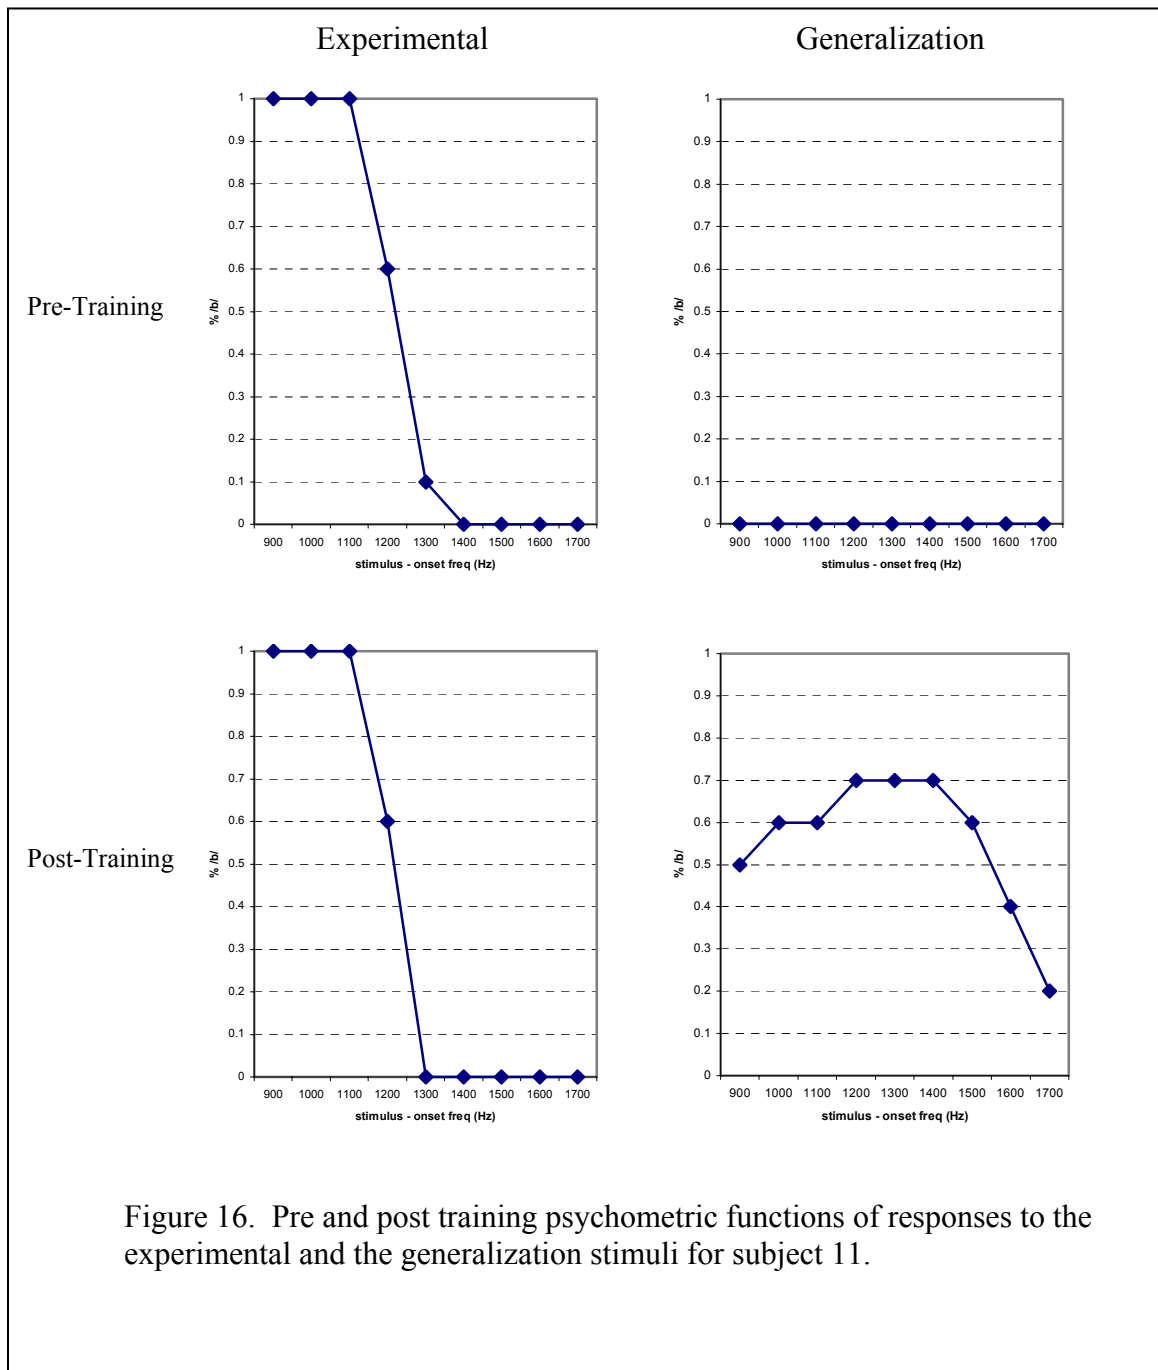 Experimental Generalization
Pre-Training
1
0.9
0.8
0.7
0.6
0.5
0.4
0.3
0.2
0.1
0
% /b/
900 1000 1100 1200 1300 1400 1500 1600 1700
stimulus - onset freq (Hz)
1
0.9
0.8
0.7
0.6
0.5
0.4
0.3
0.2
0.1
0
% /b/
900 1000 1100 1200 1300 1400 1500 1600 1700
stimulus - onset freq (Hz)
Post-Training
1
0.9
0.8
0.7
0.6
0.5
0.4
0.3
0.2
0.1
0
% /b/
900 1000 1100 1200 1300 1400 1500 1600 1700
stimulus - onset freq (Hz)
1
0.9
0.8
0.7
0.6
0.5
0.4
0.3
0.2
0.1
0
% /b/
900 1000 1100 1200 1300 1400 1500 1600 1700
stimulus - onset freq (Hz)
Figure 16.  Pre and post training psychometric functions of responses to the
experimental and the generalization stimuli for subject 11.